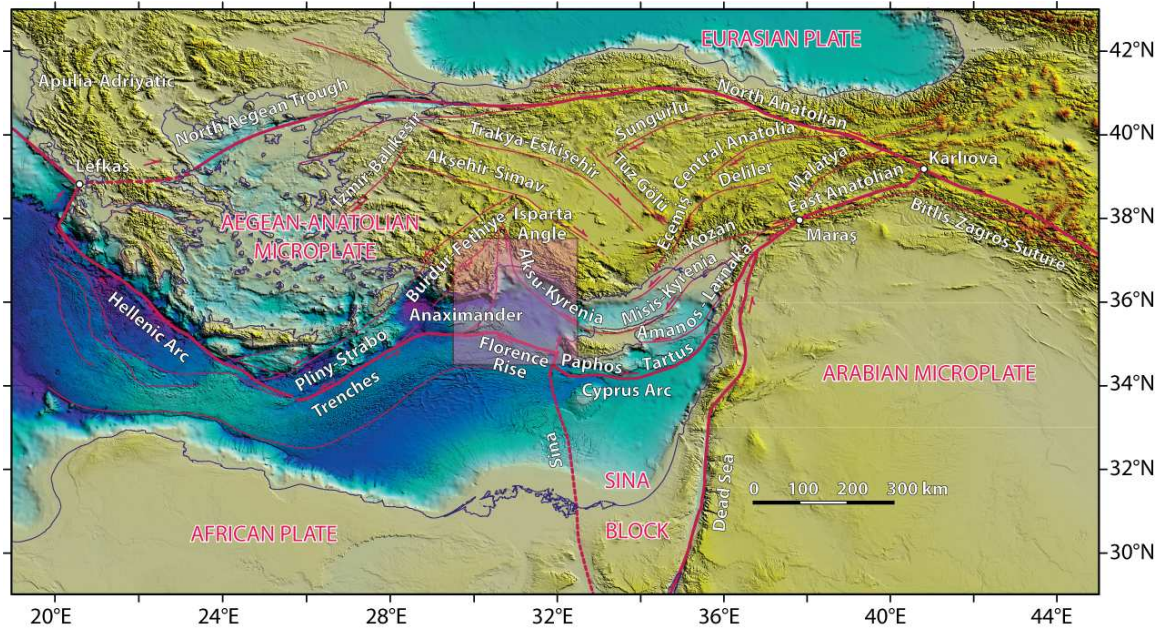 EURASIAN PLATE
42°N
Apulia-Adriyatic
North Aegean Trough
North Anatolian
40°N
Lefkas
Izmir-Balıkesir
Trakya-Eskişehir
Sungurlu
Central Anatolia
Akşehir-Simav
Tuz Gölü
Deliler
Malatya
East Anatolian
Karlıova
38°N
AEGEAN-ANATOLIAN
MICROPLATE
Burdur Fethiye
Isparta
Angle
Ecemiş
Kozan
Maraş
Bitlis-Zagros Suture
36°N
Hellenic Arc
Anaximander
Aksu-Kyrenia
Misis-Kyrenia
Larnaka
Amanos
Pliny-Strabo
Trenches
Florence
Rise
Paphos
Tartus
Cyprus Arc
ARABIAN MICROPLATE
34°N
Sina
SINA
BLOCK
Dead Sea
32°N
0 100 200 300 km
AFRICAN PLATE
30°N
20°E 24°E 28°E 32°E 36°E 40°E 44°E